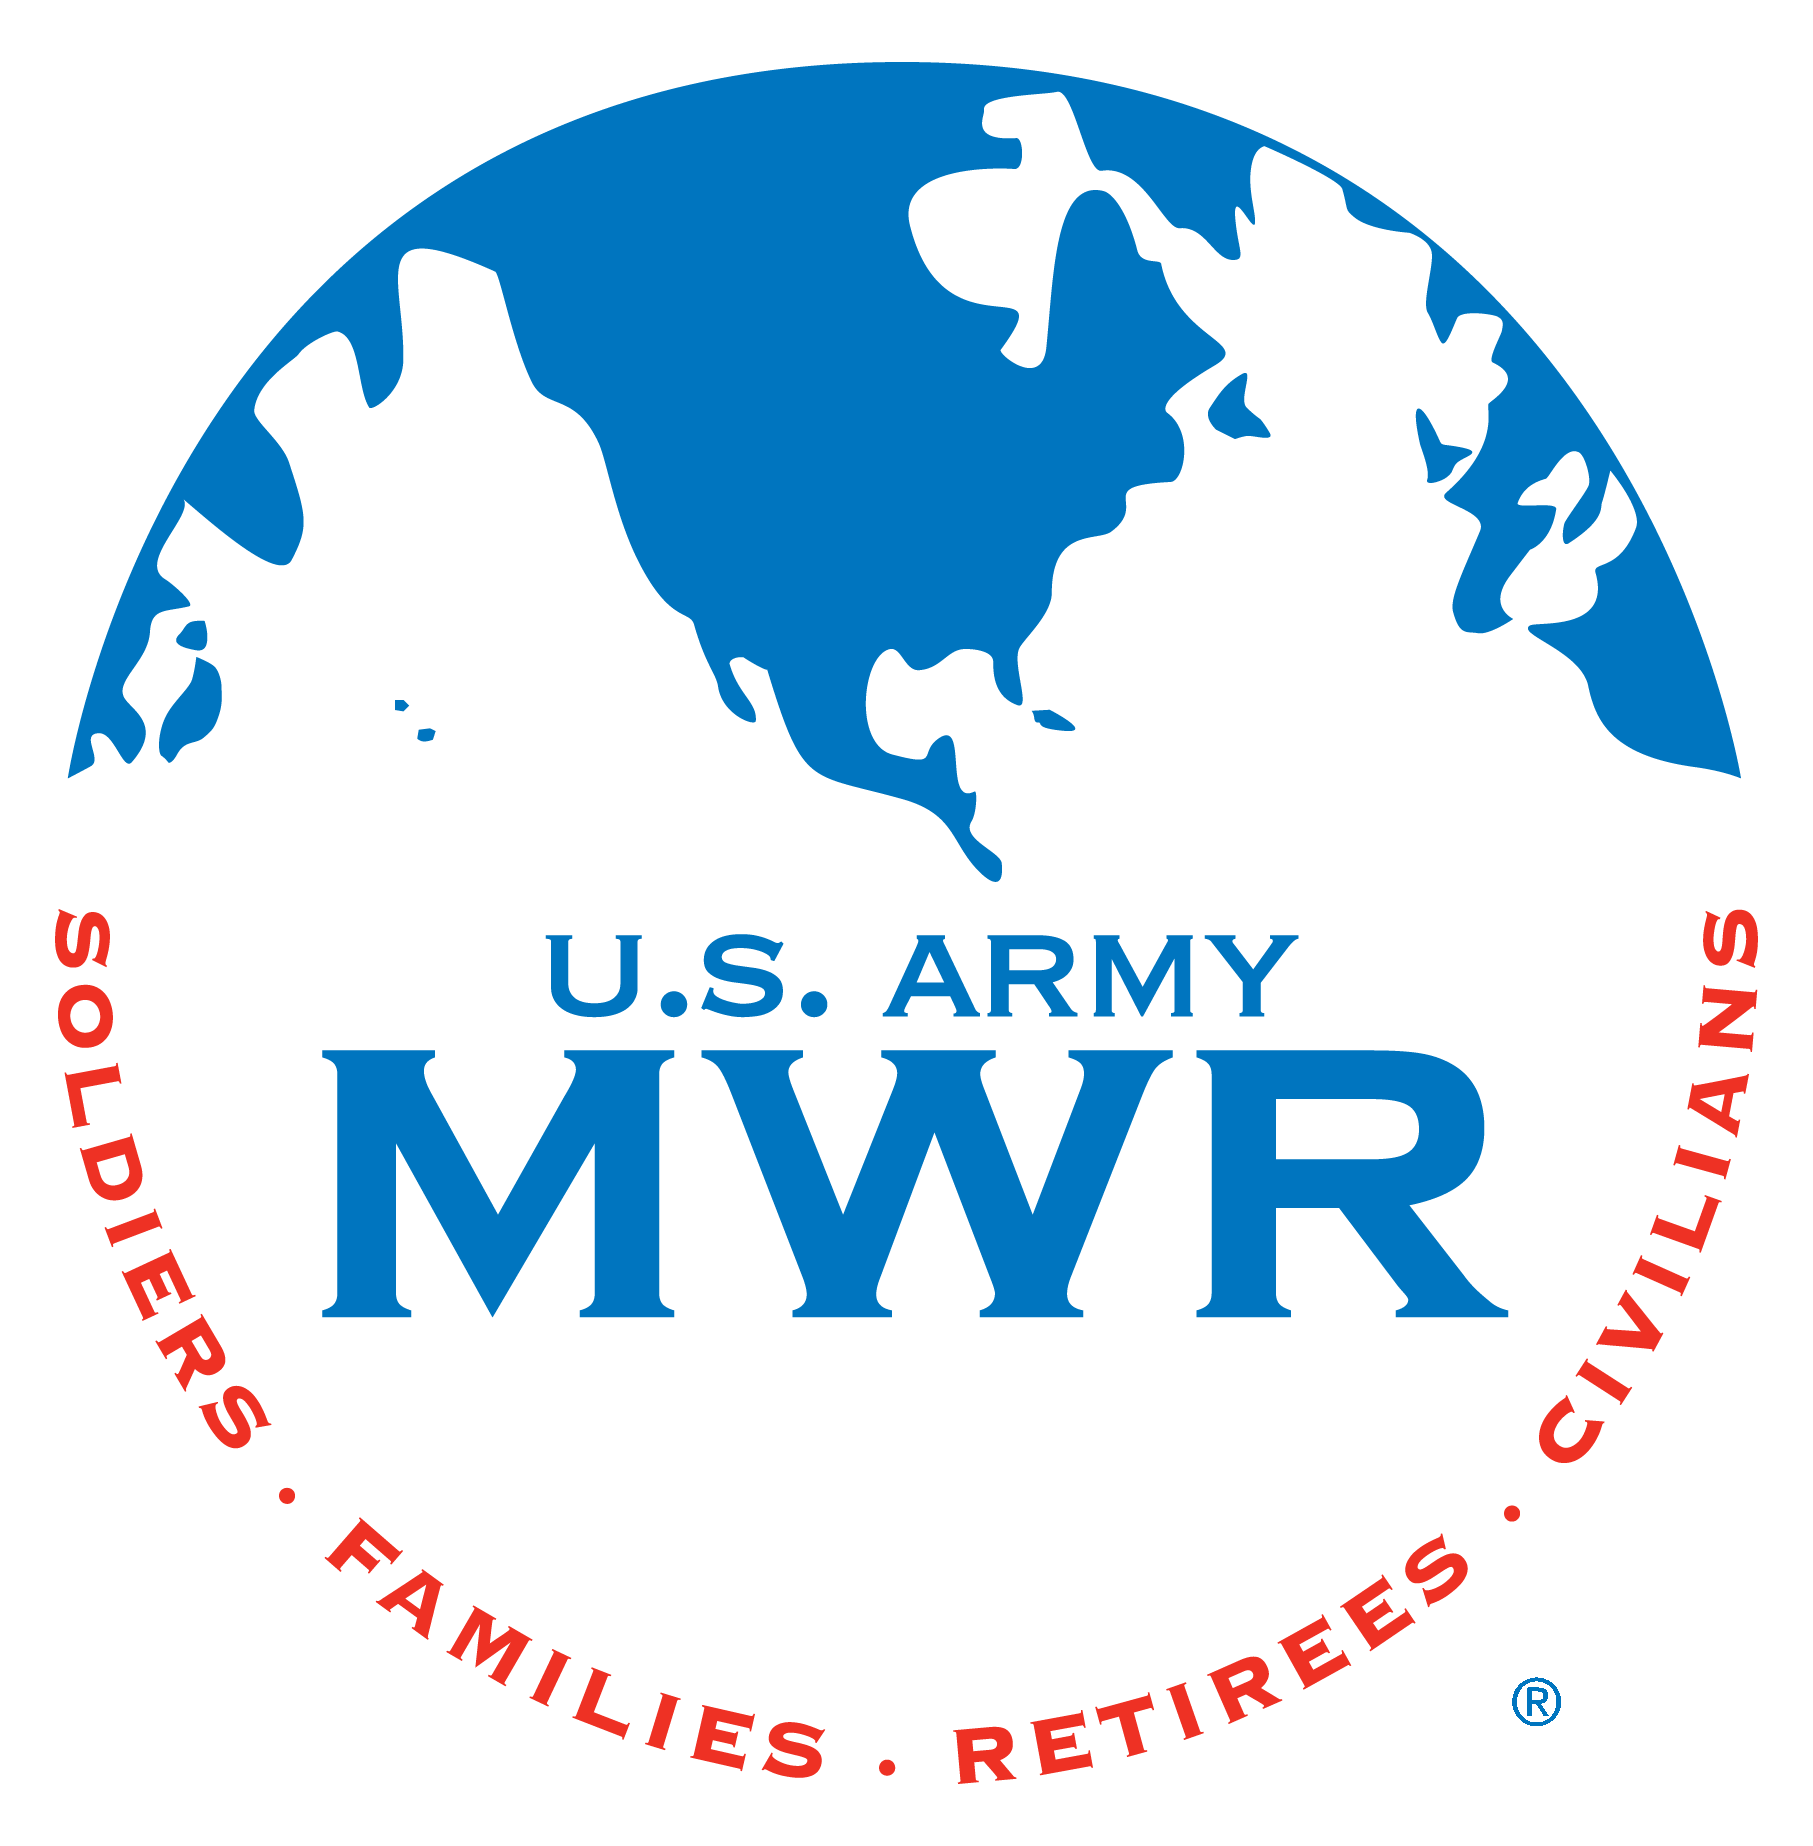 U.S. ARMY
MWR
SOLDIERS · FAMILIES · RETIREES · CIVILIANS
®